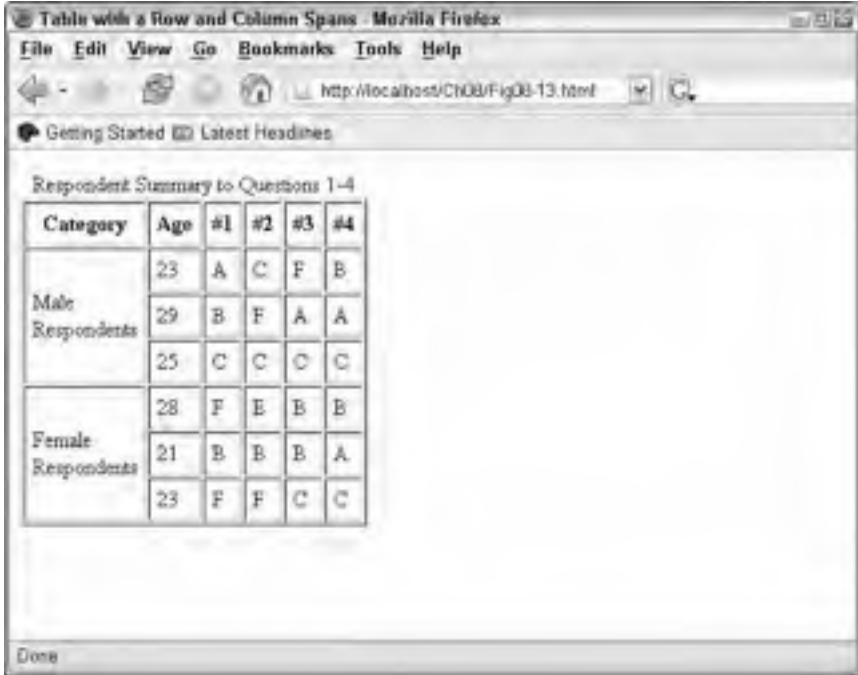 Table with a Row and Column Spans - Mozilla Firefox
File Edit View Go Bookmarks Tools Help
http://localhost/Ch08/Fig08-13.html
Getting Started Latest Headlines
Respondent Summary to Questions 1-4
Category Age #1 #2 #3 #4
Male Respondents
23 A C F B
29 B F A A
25 C C C C
Female Respondents
28 F E B B
21 B B B A
23 F F C C
Done